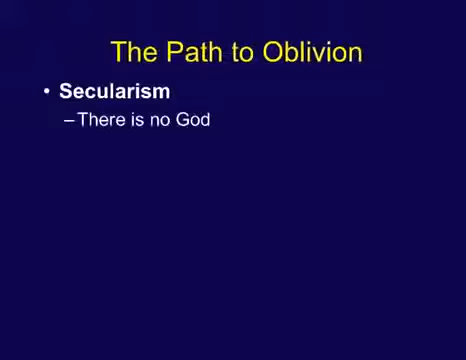 The Path to Oblivion
• Secularism
–There is no God